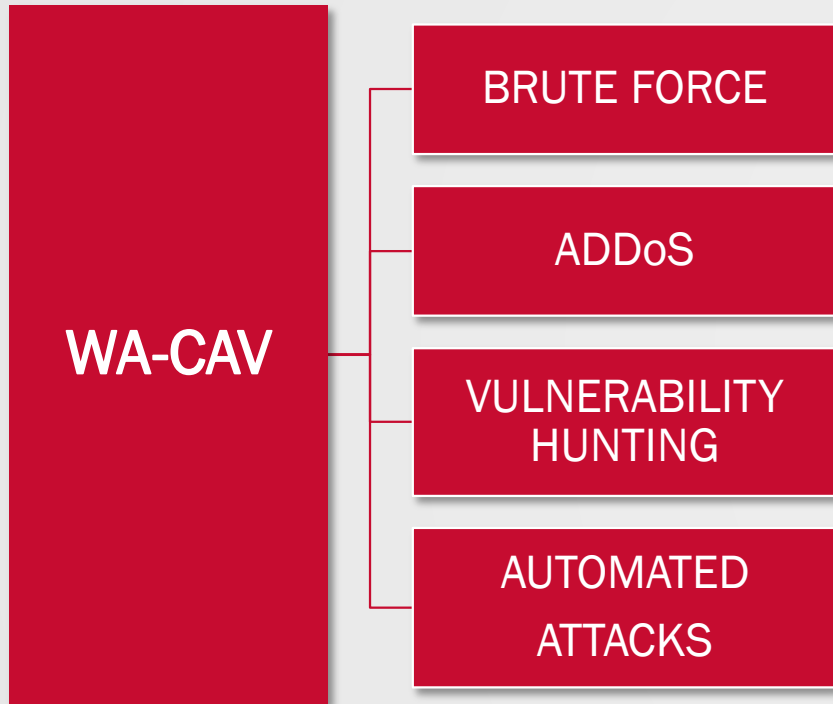 WA-CAV
BRUTE FORCE
ADDoS
VULNERABILITY
HUNTING
AUTOMATED
ATTACKS